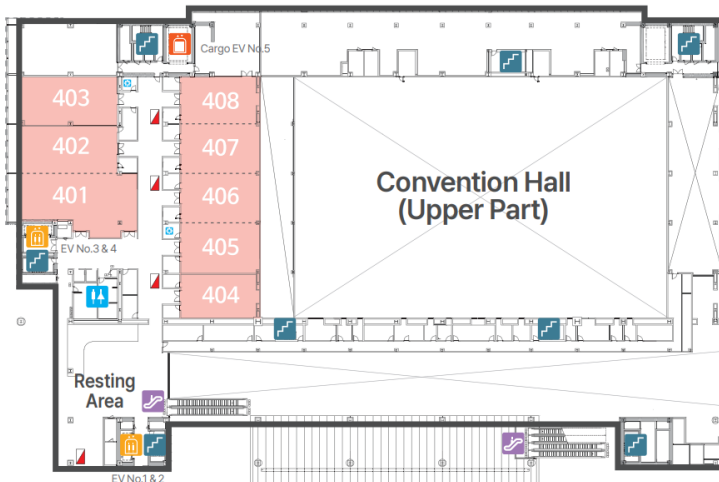 Cargo EV No.5
403
408
402
407
401
406
Convention Hall
(Upper Part)
405
EV No.3 & 4
404
Resting
Area
EV No.1 & 2